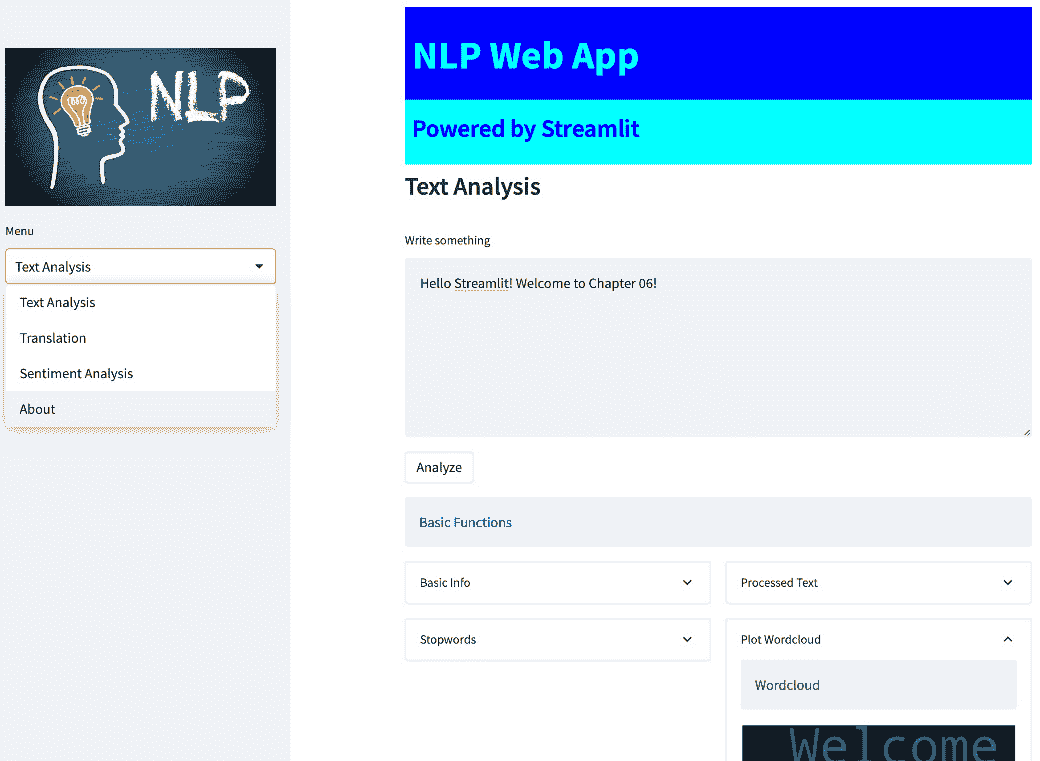 NLP
Menu
Text Analysis
Text Analysis
Translation
Sentiment Analysis
About
NLP Web App
Powered by Streamlit
Text Analysis
Write something
Hello Streamlit! Welcome to Chapter 06!
Analyze
Basic Functions
Basic Info
Processed Text
Stopwords
Plot Wordcloud
Wordcloud
Welcome